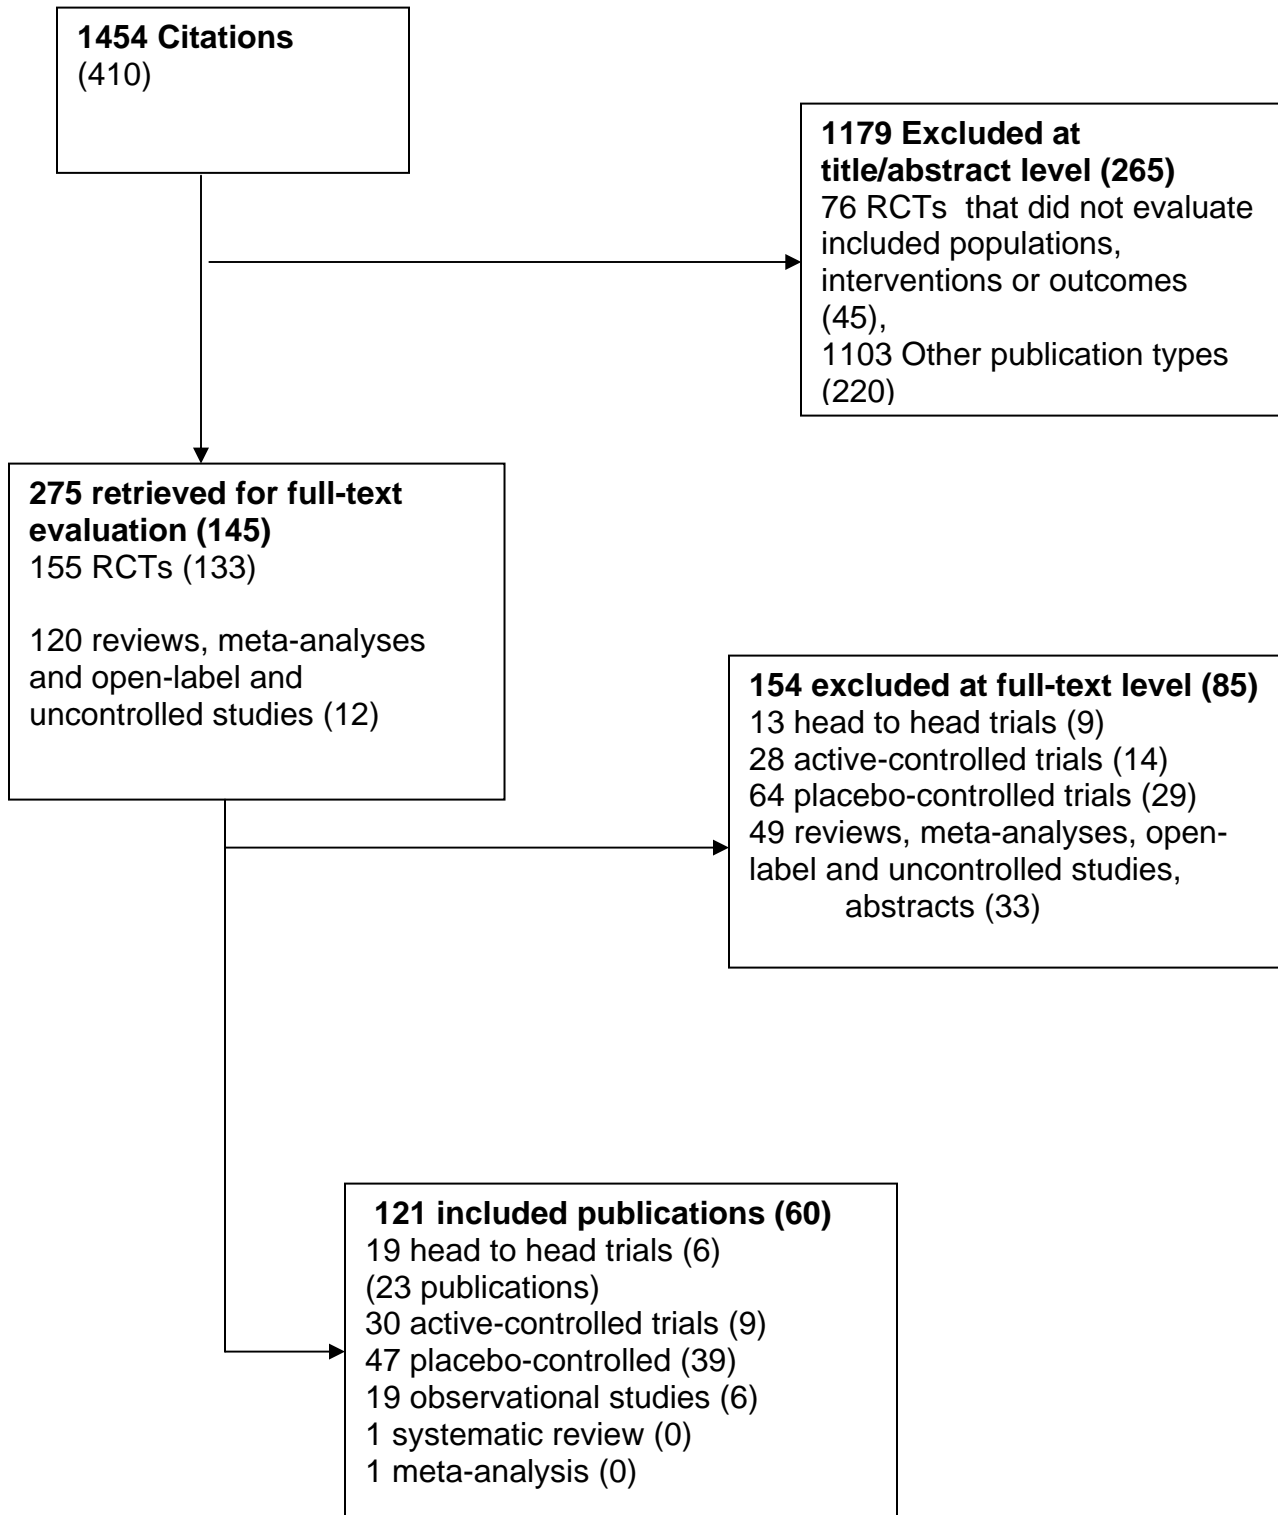 1454 Citations
(410)
1179 Excluded at
title/abstract level (265)
76 RCTs  that did not evaluate
included populations,
interventions or outcomes
(45),
1103 Other publication types
(220)
275 retrieved for full-text
evaluation (145)
155 RCTs (133)
120 reviews, meta-analyses
and open-label and
uncontrolled studies (12)
154 excluded at full-text level (85)
13 head to head trials (9)
28 active-controlled trials (14)
64 placebo-controlled trials (29)
49 reviews, meta-analyses, open-
label and uncontrolled studies,
abstracts (33)
121 included publications (60)
19 head to head trials (6)
(23 publications)
30 active-controlled trials (9)
47 placebo-controlled (39)
19 observational studies (6)
1 systematic review (0)
1 meta-analysis (0)